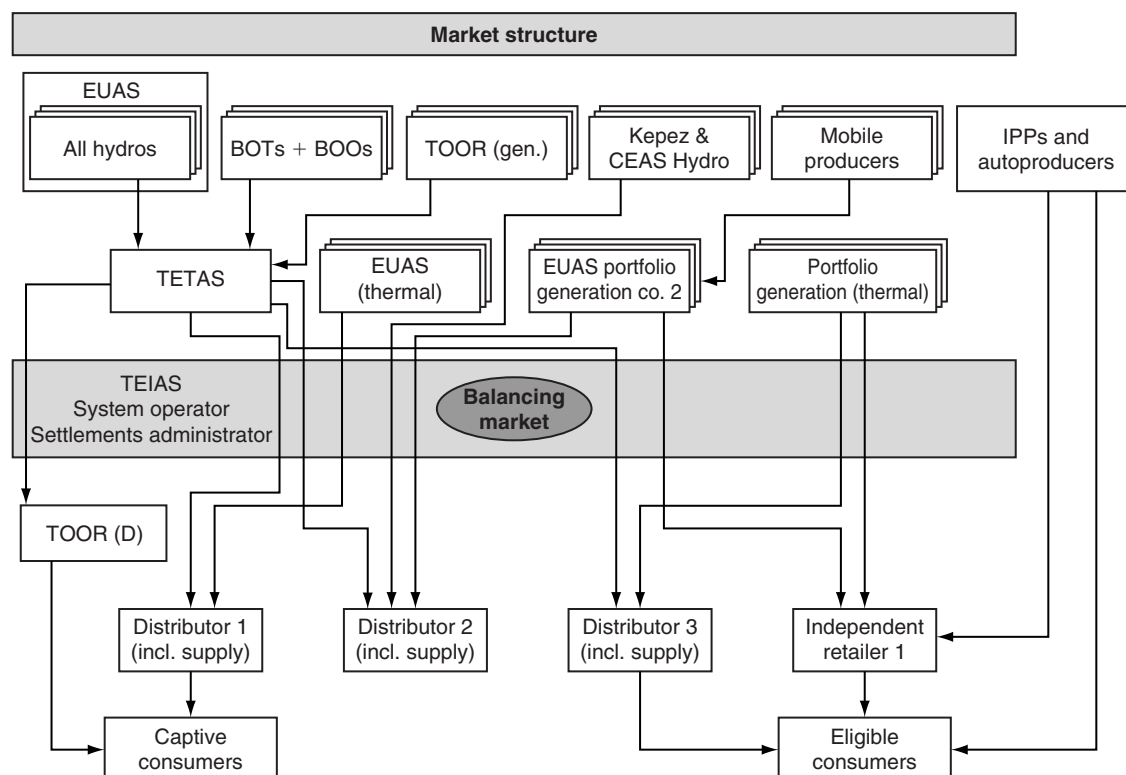 Market structure
EUAS
All hydros
BOTs + BOOs
TOOR (gen.)
Kepez &
CEAS Hydro
Mobile
producers
IPPs and
autoproducers
TETAS
EUAS
(thermal)
EUAS portfolio
generation co. 2
Portfolio
generation (thermal)
TEIAS
System operator
Settlements administrator
Balancing
market
TOOR (D)
Distributor 1
(incl. supply)
Distributor 2
(incl. supply)
Distributor 3
(incl. supply)
Independent
retailer 1
Captive
consumers
Eligible
consumers